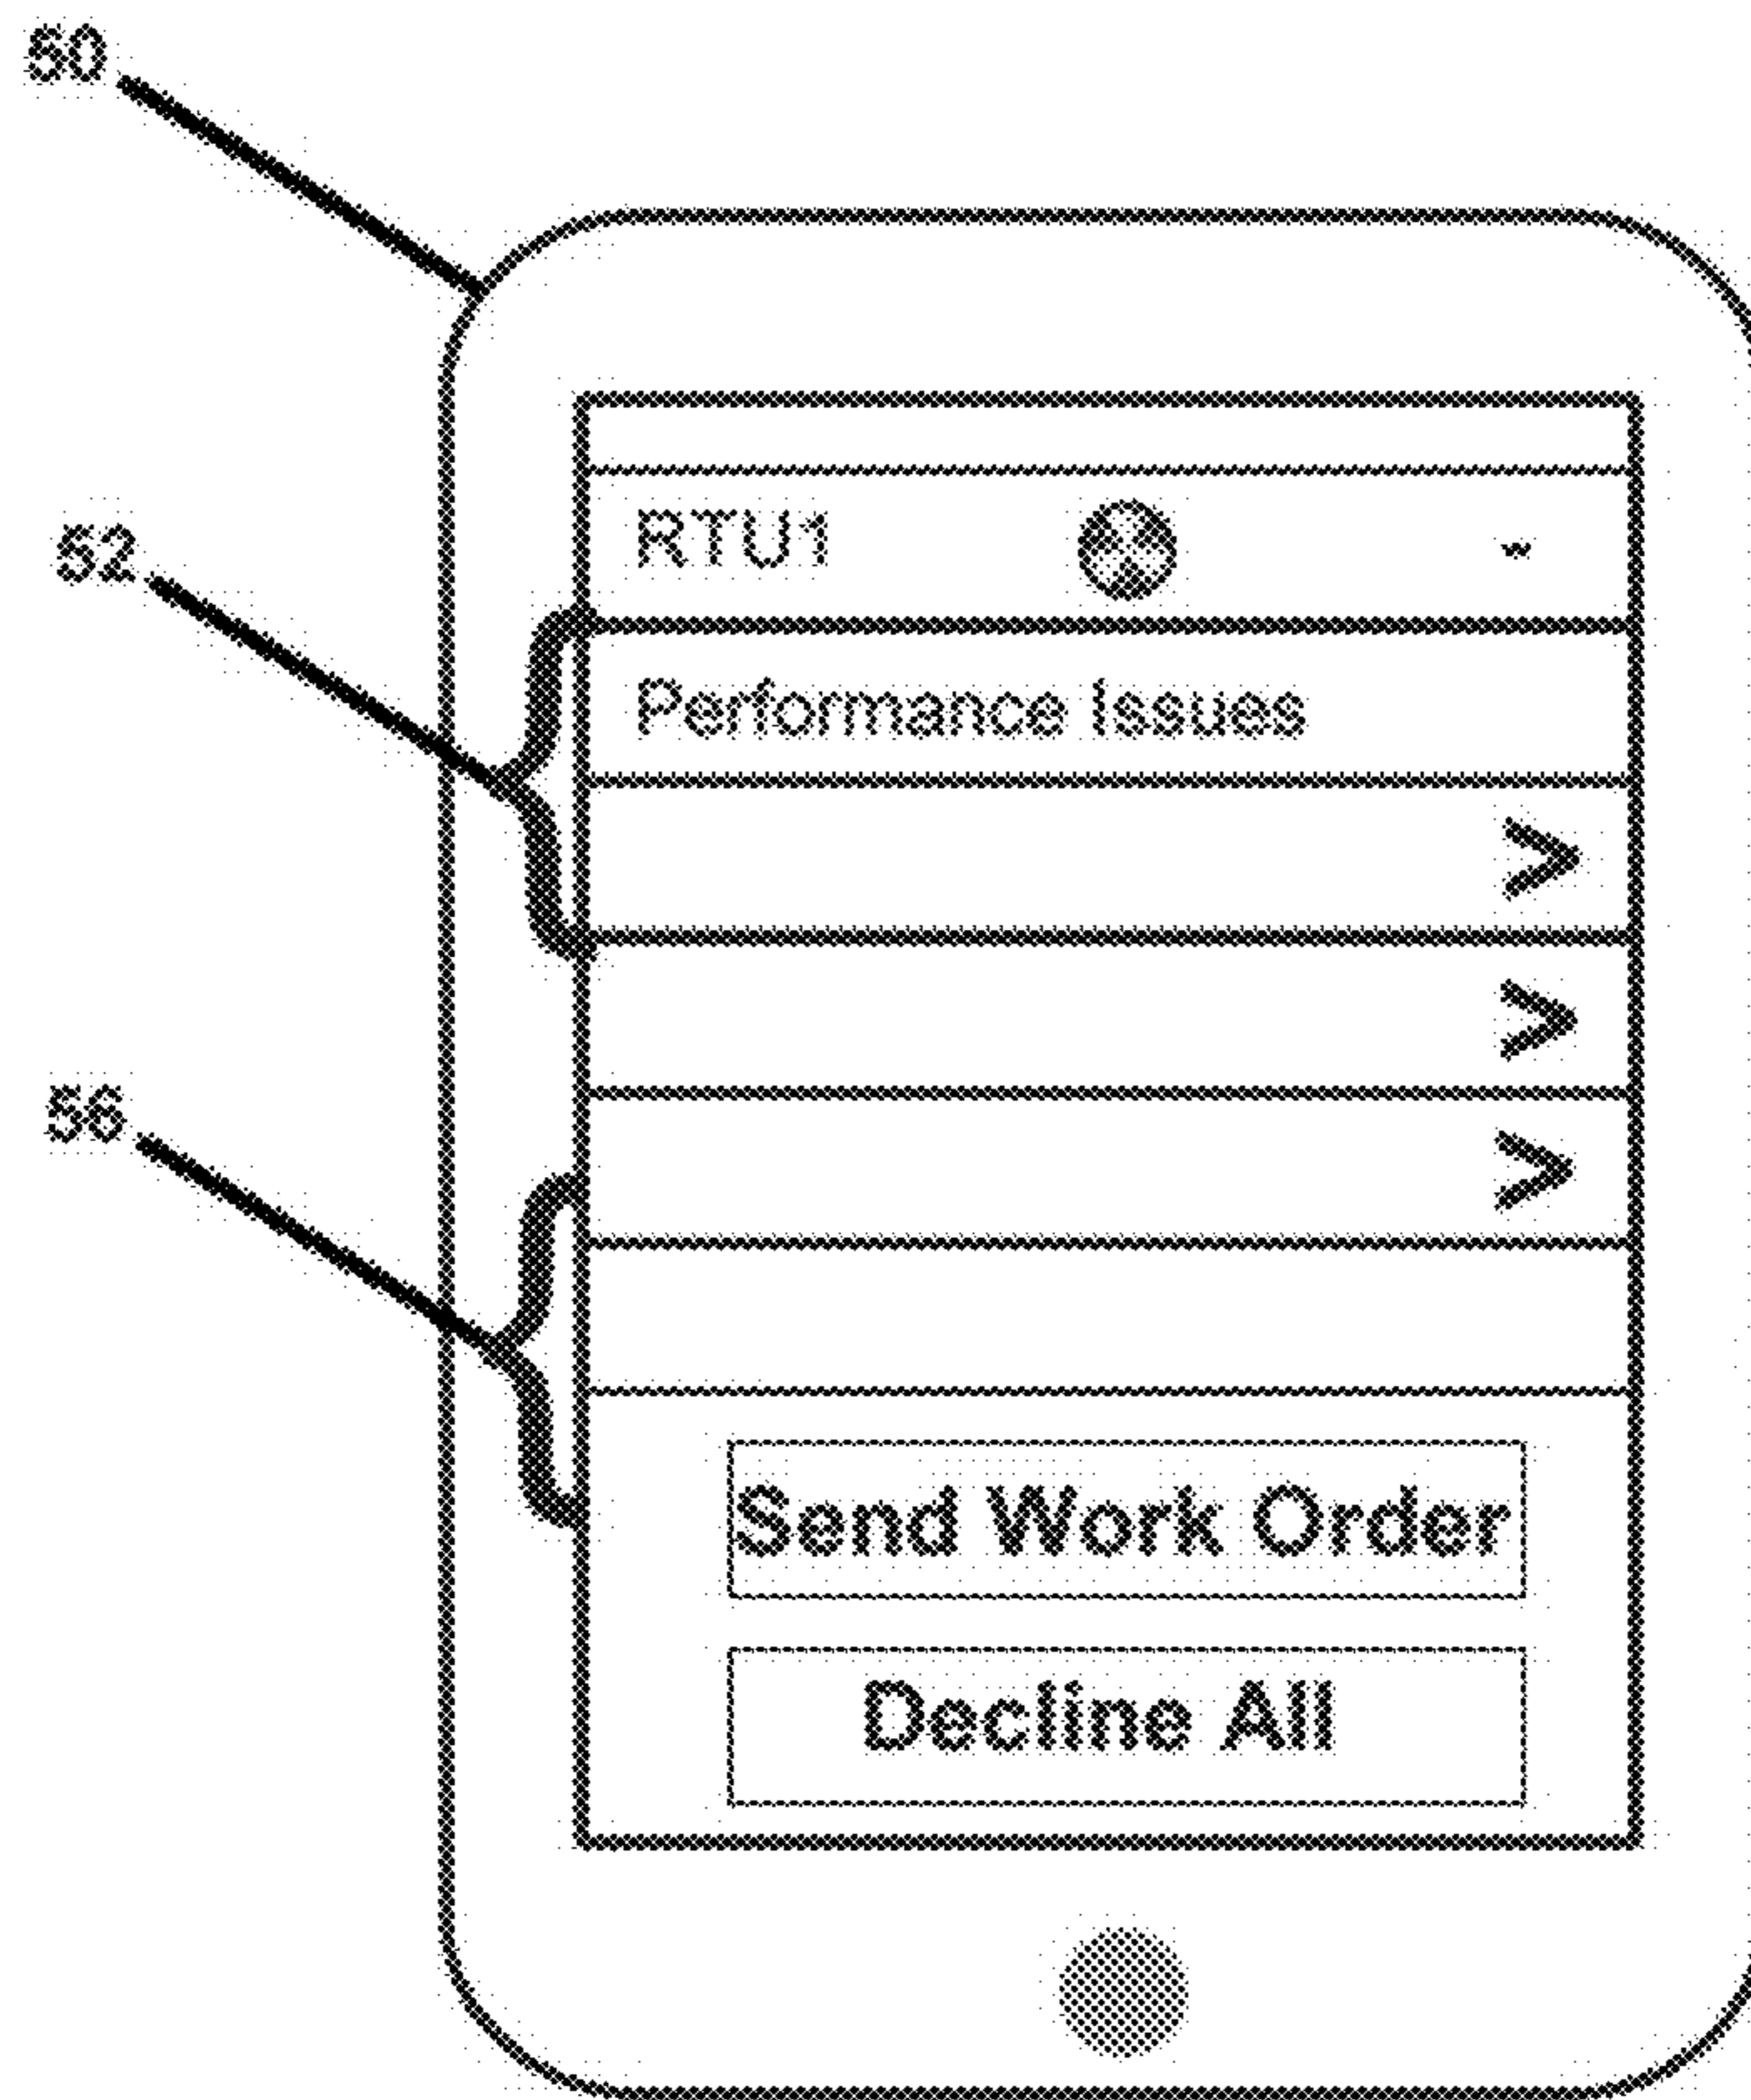 50
52
RTU1
Performance Issues
>
>
>
56
Send Work Order
Decline All